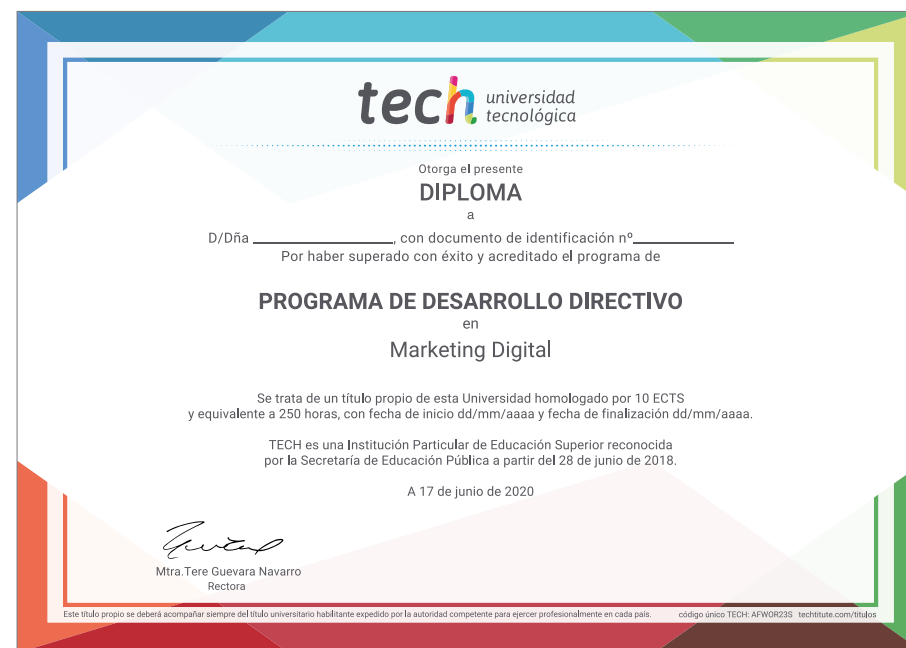 tech universidad
tecnológica
Otorga el presente
DIPLOMA
a
D/Dña ____________________, con documento de identificación nº______________
Por haber superado con éxito y acreditado el programa de
PROGRAMA DE DESARROLLO DIRECTIVO
en
Marketing Digital
Se trata de un título propio de esta Universidad homologado por 10 ECTS
y equivalente a 250 horas, con fecha de inicio dd/mm/aaaa y fecha de finalización dd/mm/aaaa.
TECH es una Institución Particular de Educación Superior reconocida
por la Secretaría de Educación Pública a partir del 28 de junio de 2018.
A 17 de junio de 2020
Mtra.Tere Guevara Navarro
Rectora
Este título propio se deberá acompañar siempre del título universitario habilitante expedido por la autoridad competente para ejercer profesionalmente en cada país. código único TECH: AFWOR23S techtitute.com/titulos